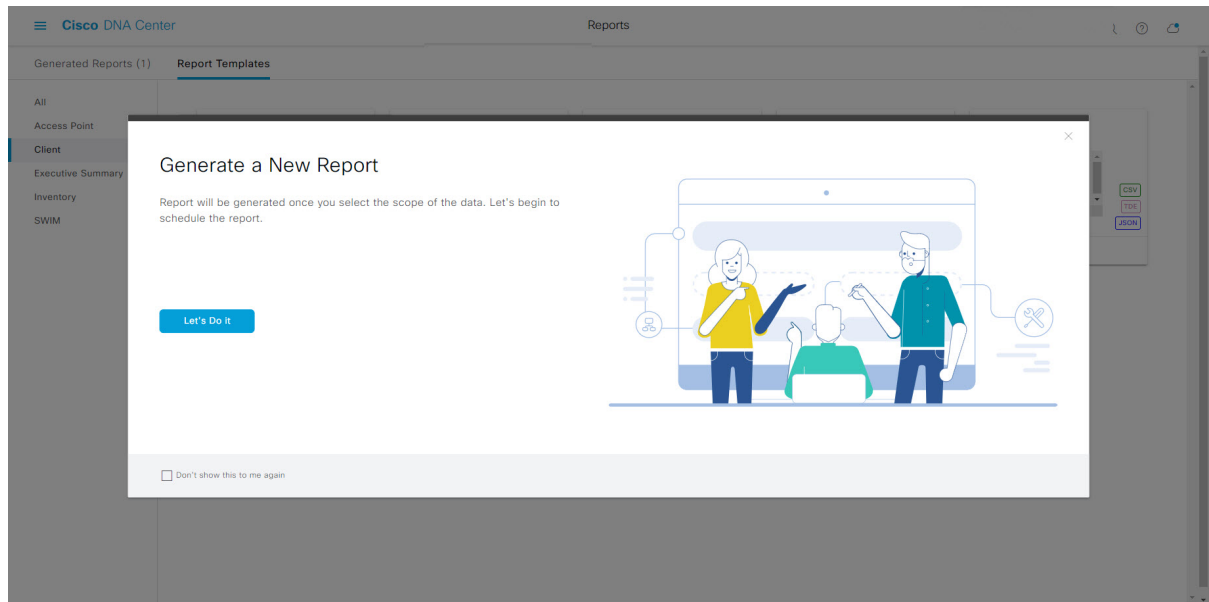 Cisco DNA Center
Reports
Generated Reports (1)
Report Templates
All
Access Point
Client
Executive Summary
Inventory
SWIM
Generate a New Report
Report will be generated once you select the scope of the data. Let's begin to
schedule the report.
Let's Do It
Don't show this to me again
CSV
TDE
JSON